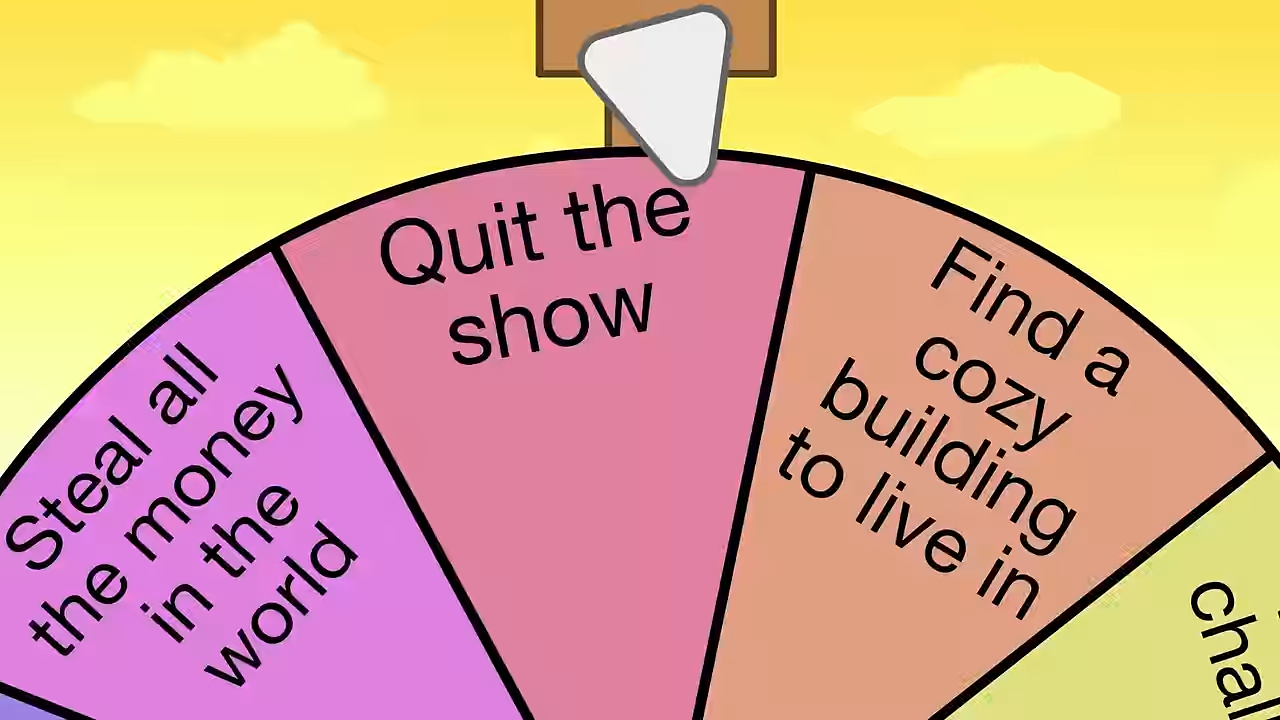 Steal all
the money
in the
world
Quit the
show
Find a
cozy
building
to live in